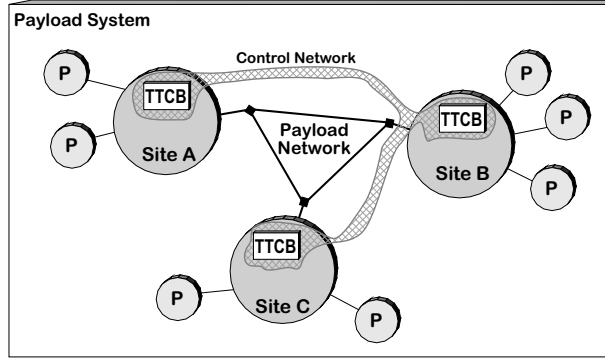 Payload System
Control Network
P
P
TTCB
Site A
Payload
Network
P
P
P
TTCB
Site B
TTCB
Site C
P
P